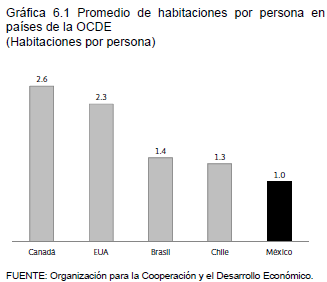 Gráfica 6.1 Promedio de habitaciones por persona en
países de la OCDE
(Habitaciones por persona)
2.6
2.3
1.4
1.3
1.0
Canadá EUA Brasil Chile México
FUENTE: Organización para la Cooperación y el Desarrollo Económico.